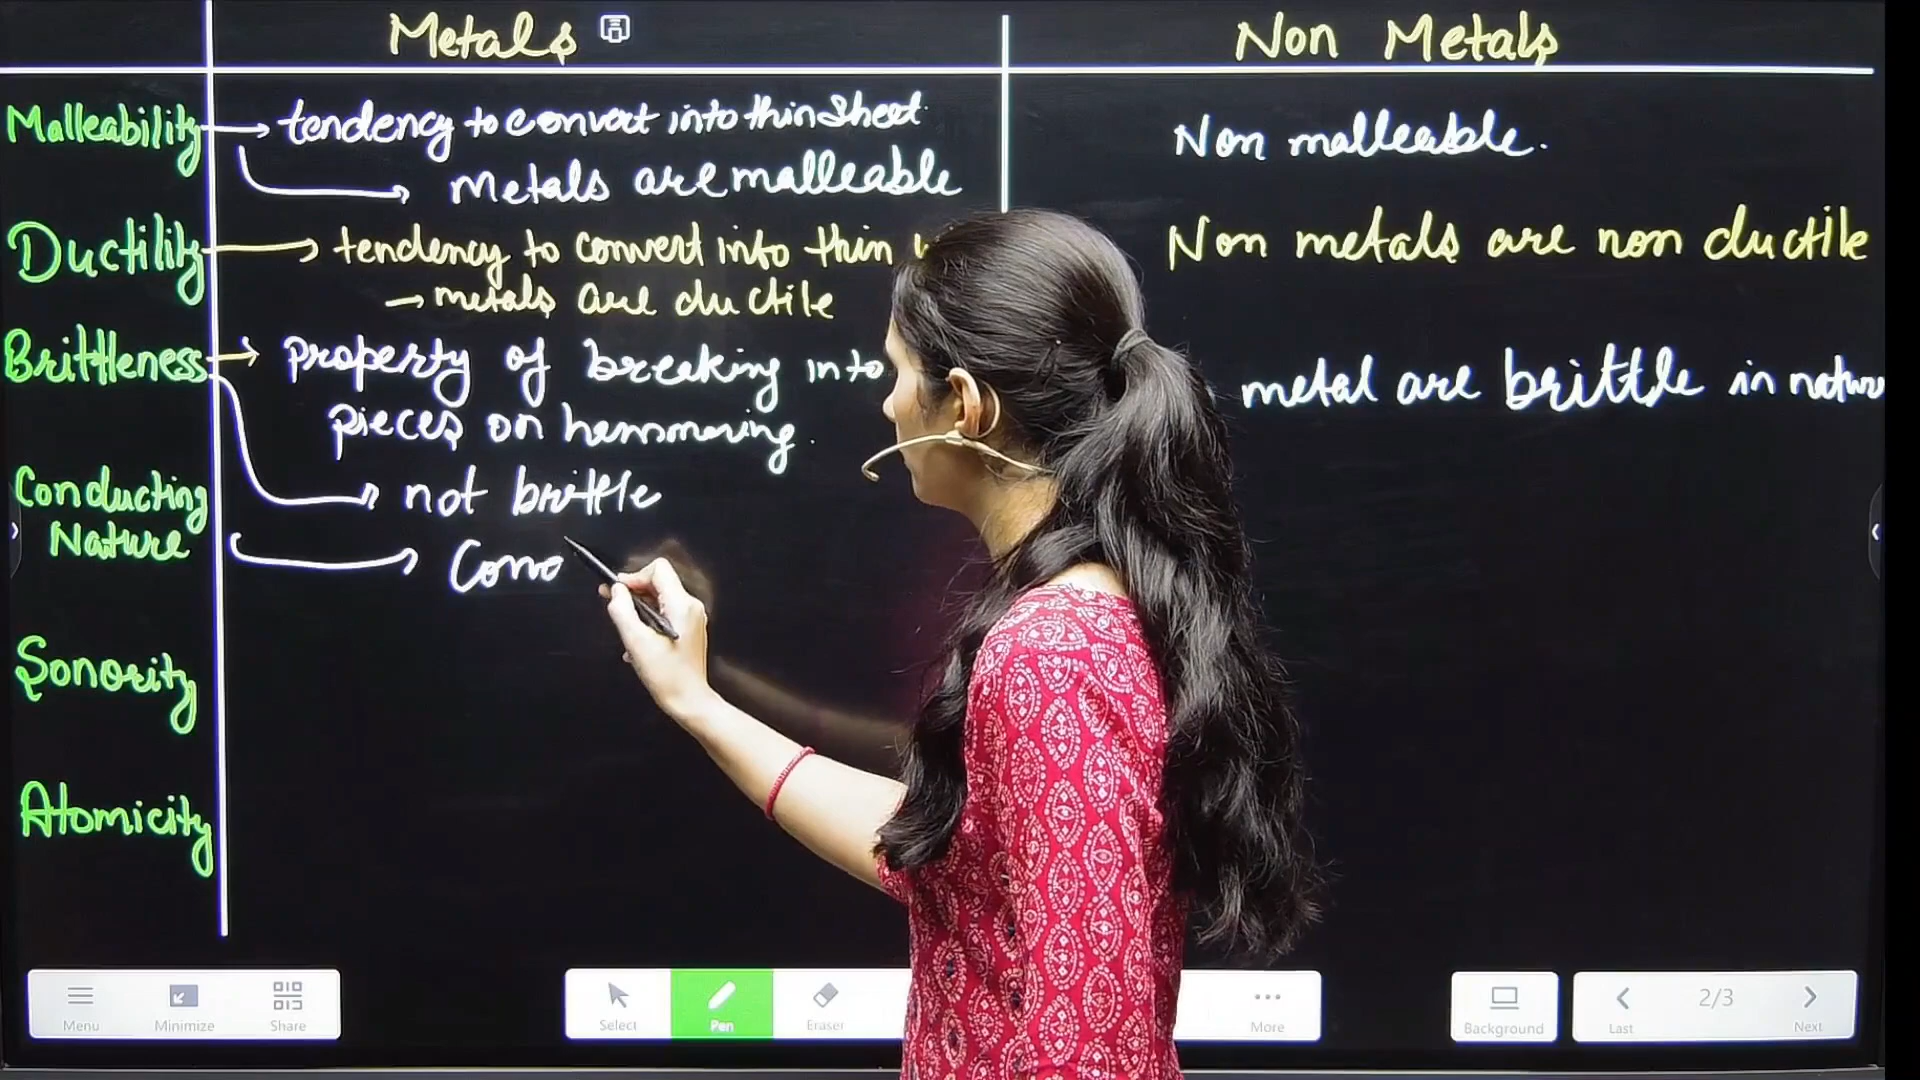 Metals
Non Metals
Malleability
tendency to convert into thin sheet.
Metals are malleable
Non malleable.
Ductility
tendency to convert into thin
metals are ductile
Non metals are non ductile
Brittleness
Property of breaking into
pieces on hammering.
not brittle
metal are brittle in
Conducting
Nature
Sonority
Atomicity
Menu
Minimize
Share
Select
Pen
Eraser
More
Background
Last
2/3
Next